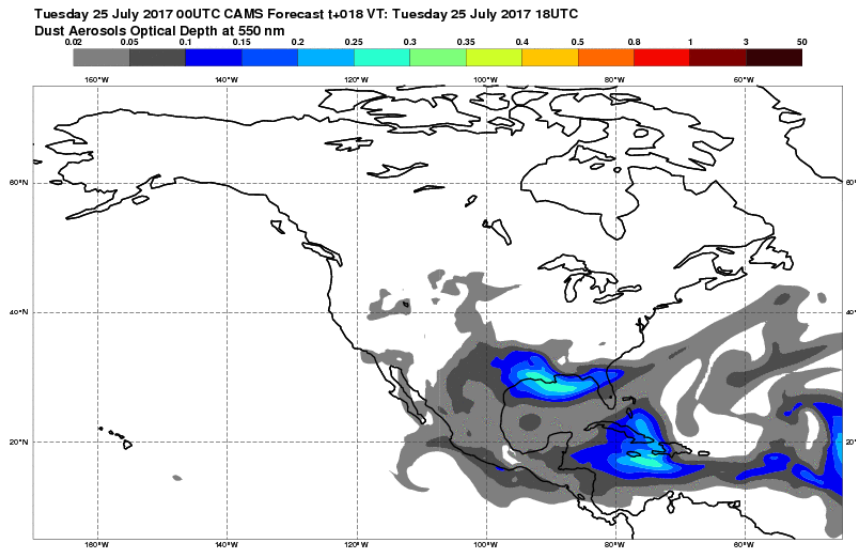 Tuesday 25 July 2017 00UTC CAMS Forecast t+018 VT: Tuesday 25 July 2017 18UTC
Dust Aerosols Optical Depth at 550 nm
0.02 0.05 0.1 0.15 0.2 0.25 0.3 0.35 0.4 0.5 0.8 1 3 50
160°W 140°W 120°W 100°W 80°W 60°W
60°N 60°N
40°N 40°N
20°N 20°N
160°W 140°W 120°W 100°W 80°W 60°W